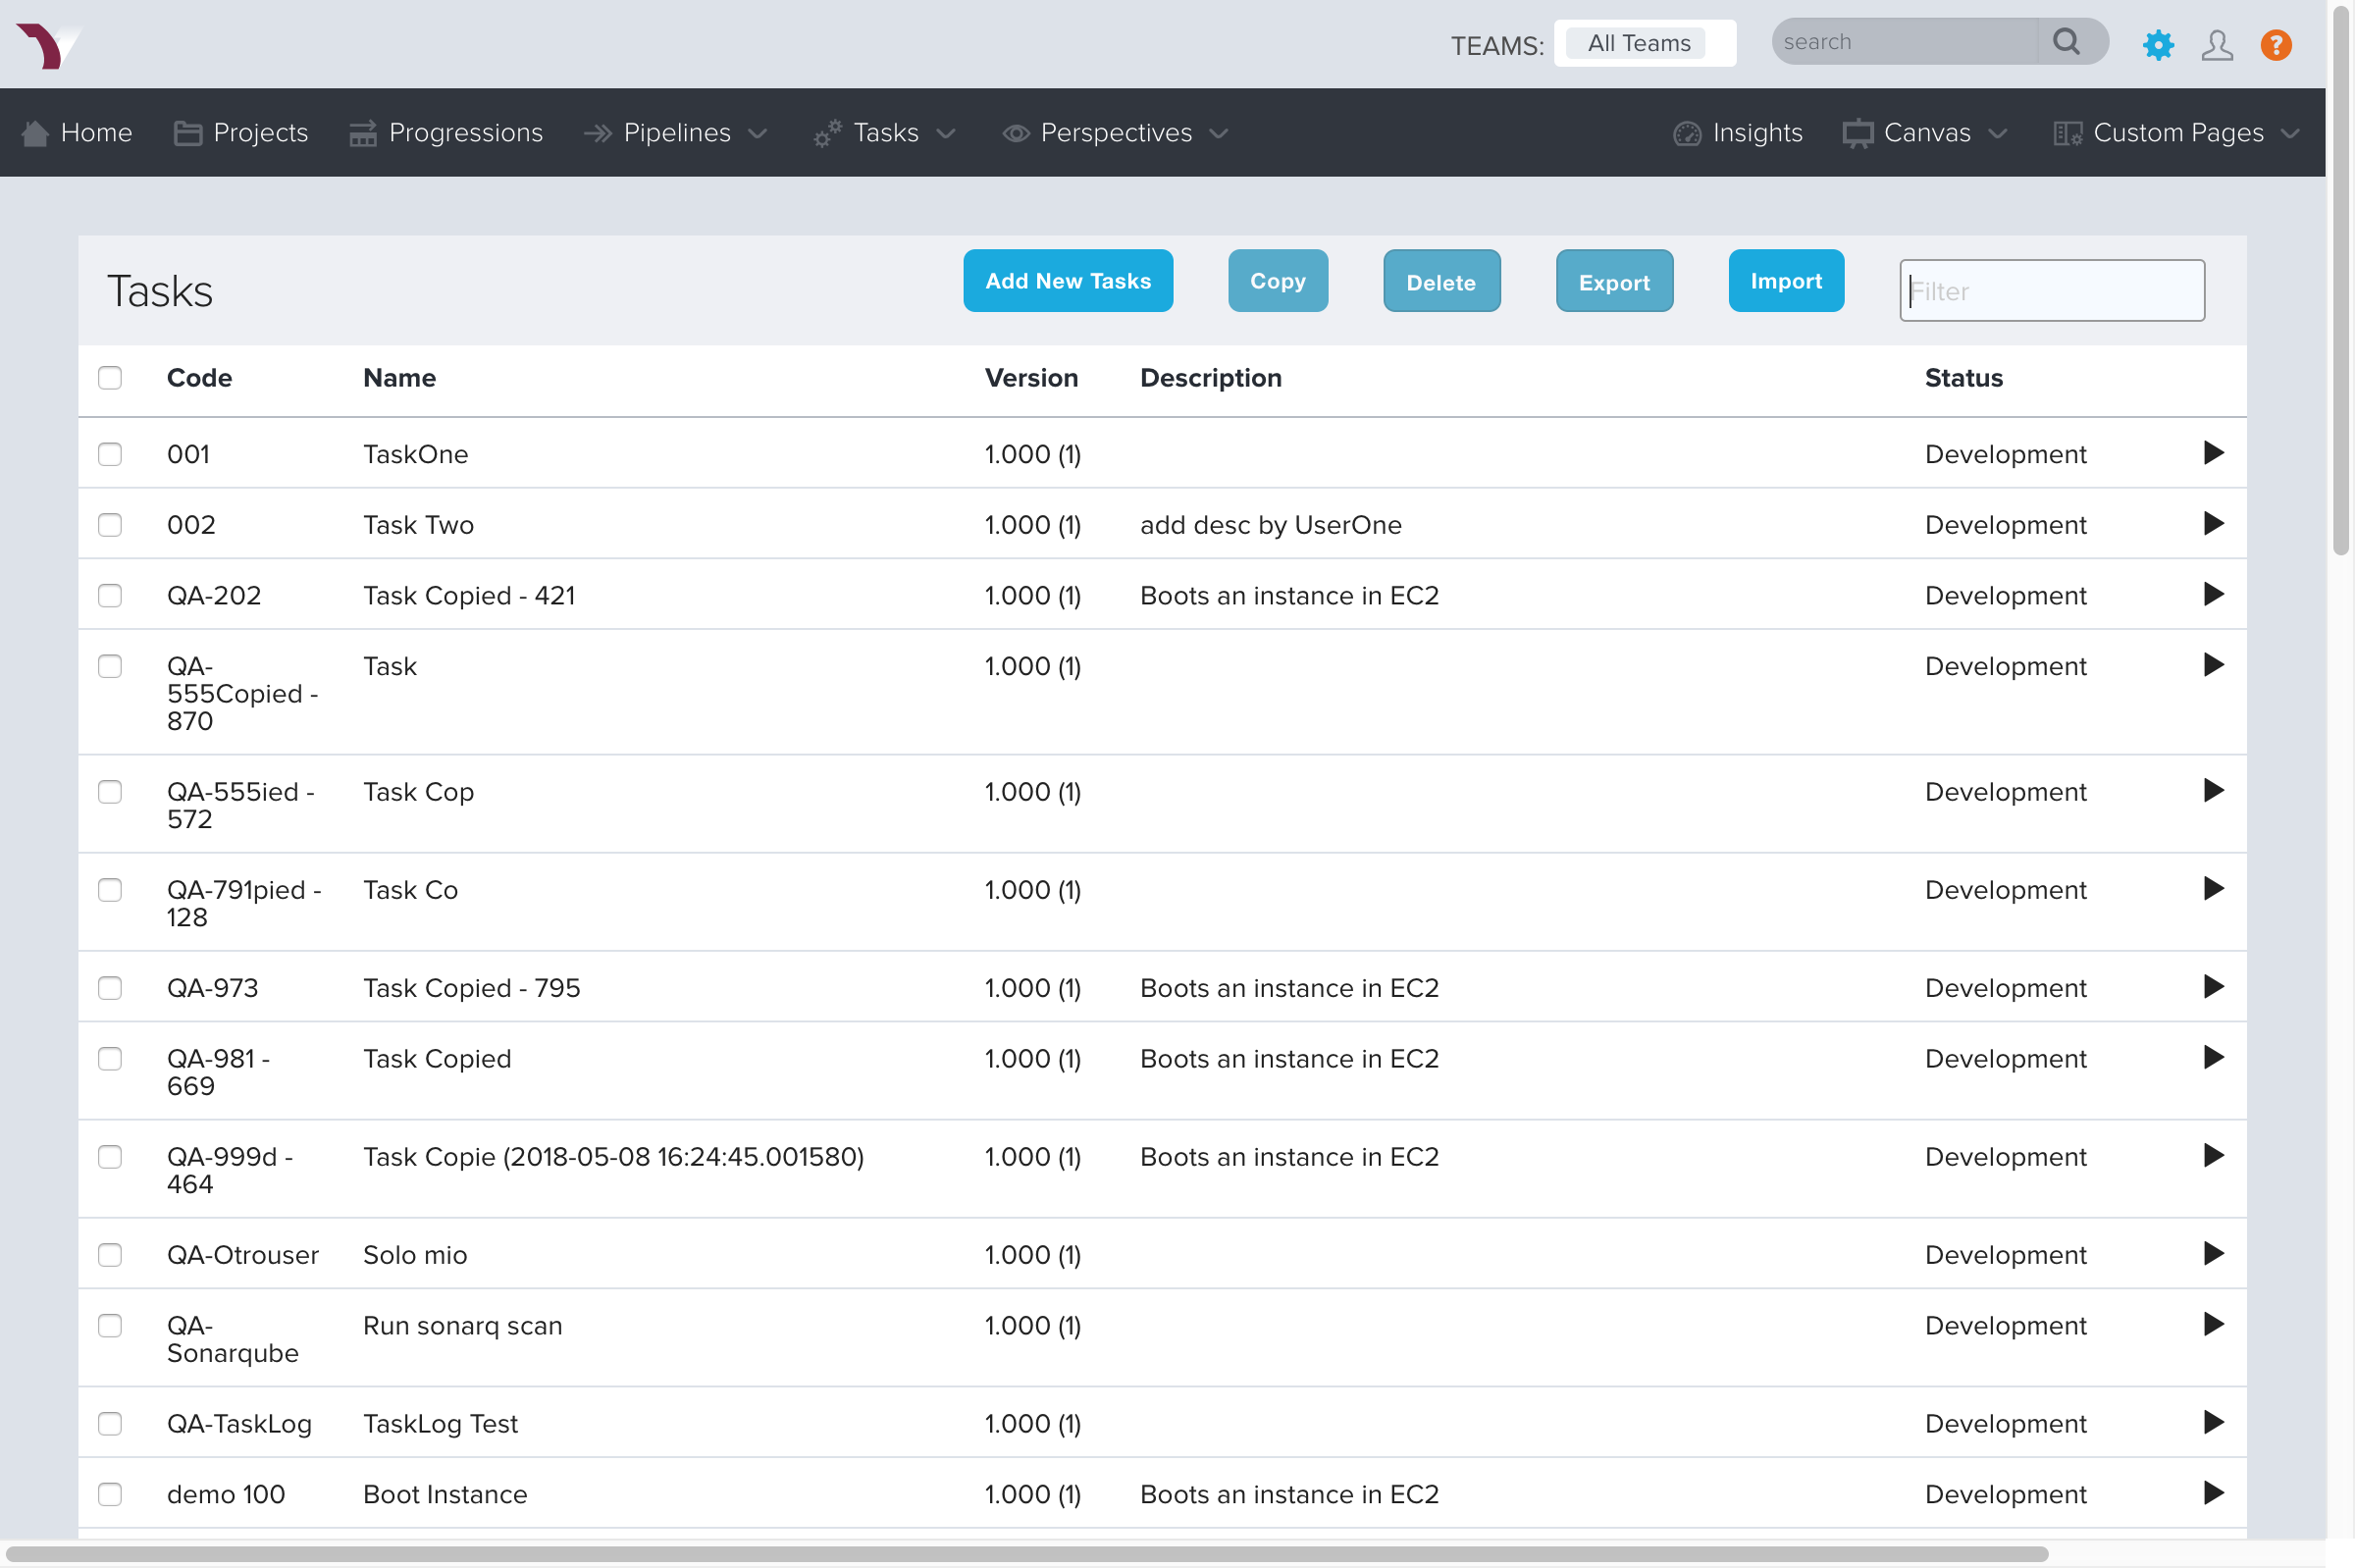 TEAMS: All Teams search ?
Home Projects Progressions Pipelines Tasks Perspectives Insights Canvas Custom Pages
Tasks Add New Tasks Copy Delete Export Import Filter
Code Name Version Description Status
001 TaskOne 1.000 (1) Development
002 Task Two 1.000 (1) add desc by UserOne Development
QA-202 Task Copied - 421 1.000 (1) Boots an instance in EC2 Development
QA- Task 1.000 (1) Development
555Copied -
870
QA-555ied - Task Cop 1.000 (1) Development
572
QA-791pied - Task Co 1.000 (1) Development
128
QA-973 Task Copied - 795 1.000 (1) Boots an instance in EC2 Development
QA-981 - Task Copied 1.000 (1) Boots an instance in EC2 Development
669
QA-999d - Task Copie (2018-05-08 16:24:45.001580) 1.000 (1) Boots an instance in EC2 Development
464
QA-Otrouser Solo mio 1.000 (1) Development
QA- Run sonarq scan 1.000 (1) Development
Sonarqube
QA-TaskLog TaskLog Test 1.000 (1) Development
demo 100 Boot Instance 1.000 (1) Boots an instance in EC2 Development